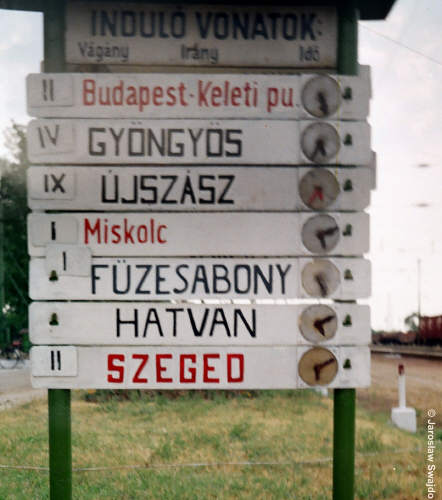 INDULÓ VONATOK:
Vágány Irány Idő
II Budapest-Keleti pu.
IV GYÖNGYÖS
IX ÚJSZÁSZ
I Miskolc
I FÜZESABONY
HATVAN
II SZEGED
© Jarosław Swajdo